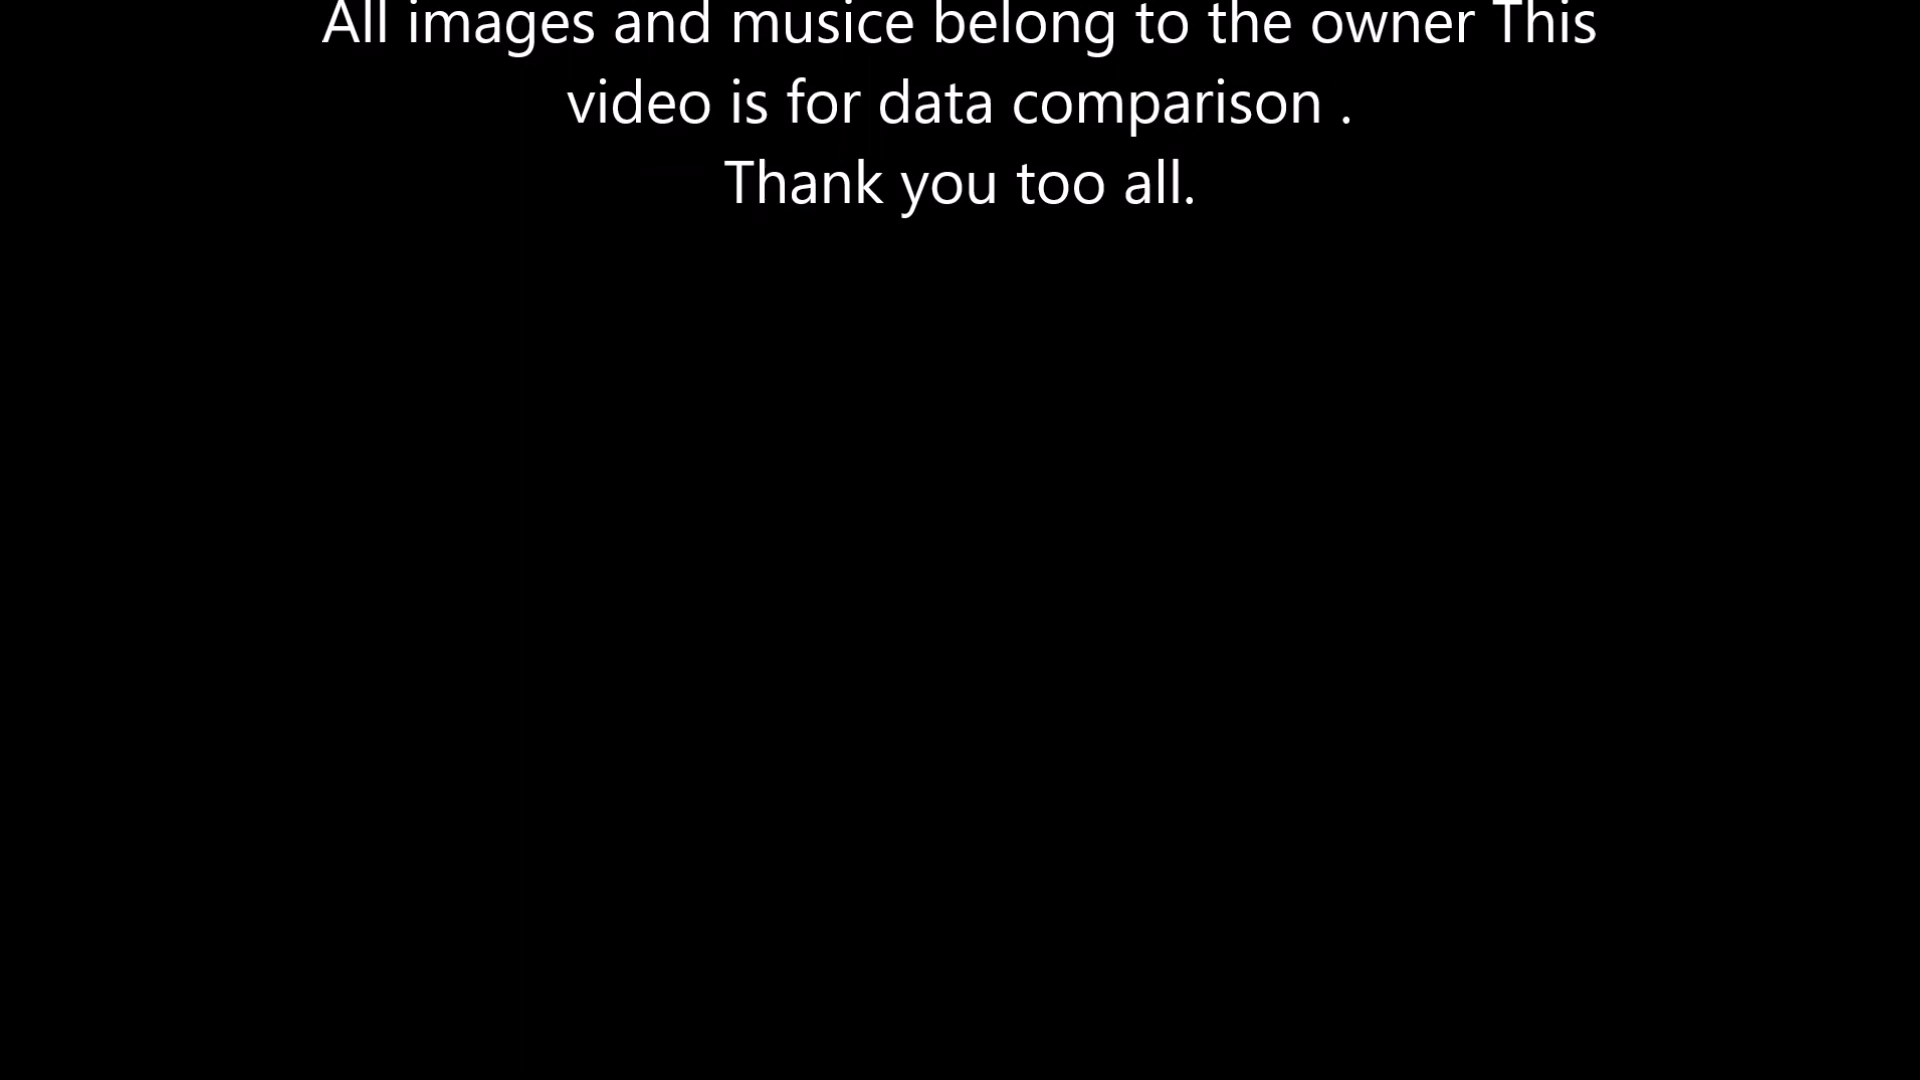 All images and musice belong to the owner This
video is for data comparison .
Thank you too all.